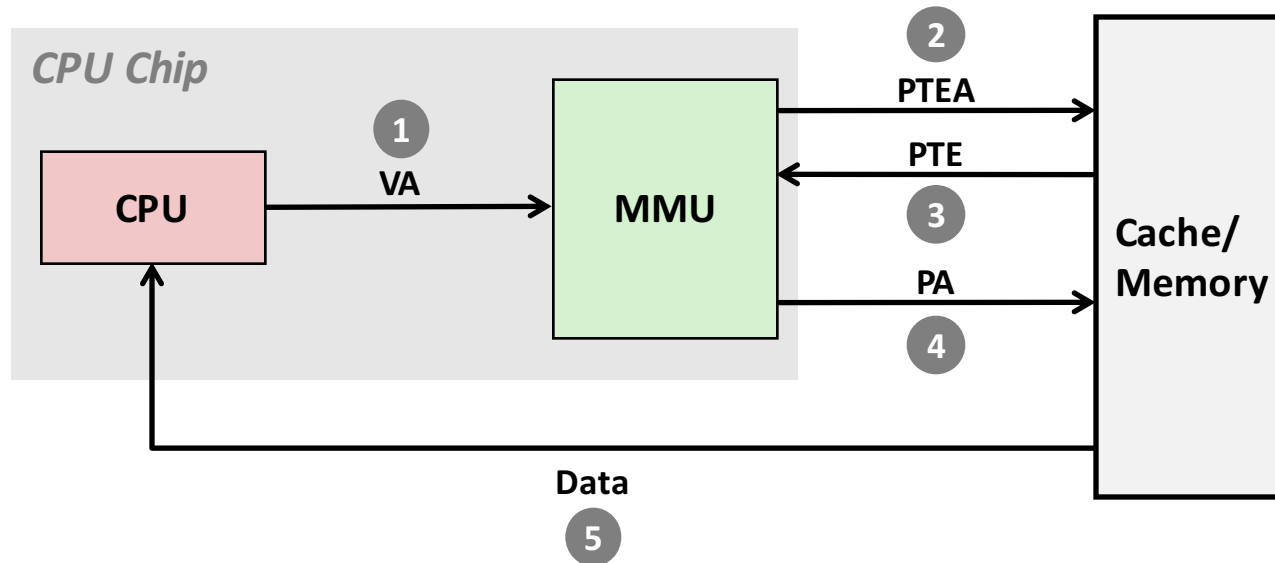 CPU Chip
2
PTEA
1
VA
PTE
CPU
MMU
3
Cache/
Memory
PA
4
Data
5